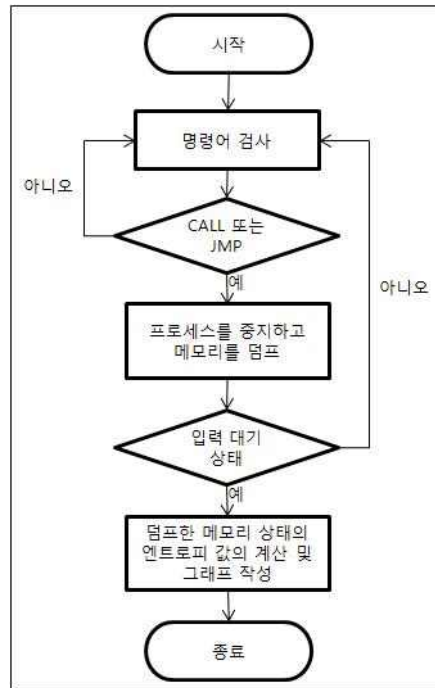 시작
명령어 검사
아니오
CALL 또는
JMP
아니오
예
프로세스를 중지하고
메모리를 덤프
입력 대기
상태
예
덤프한 메모리 상태의
엔트로피 값의 계산 및
그래프 작성
종료